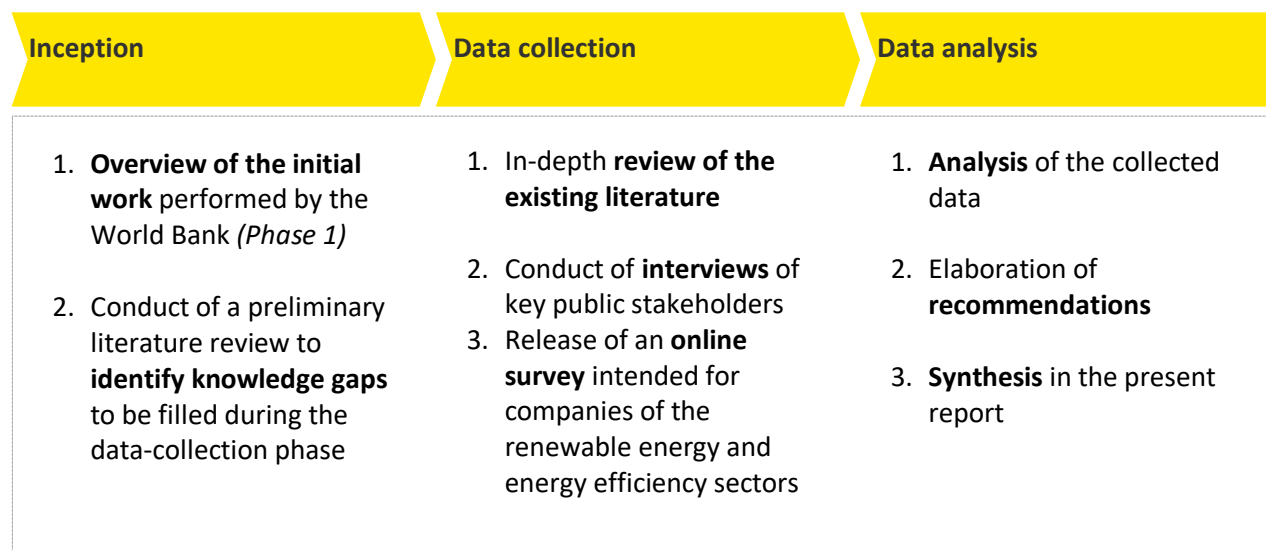 Inception
1. Overview of the initial
work performed by the
World Bank (Phase 1)
2. Conduct of a preliminary
literature review to
identify knowledge gaps
to be filled during the
data-collection phase
Data collection
1. In-depth review of the
existing literature
2. Conduct of interviews of
key public stakeholders
3. Release of an online
survey intended for
companies of the
renewable energy and
energy efficiency sectors
Data analysis
1. Analysis of the collected
data
2. Elaboration of
recommendations
3. Synthesis in the present
report